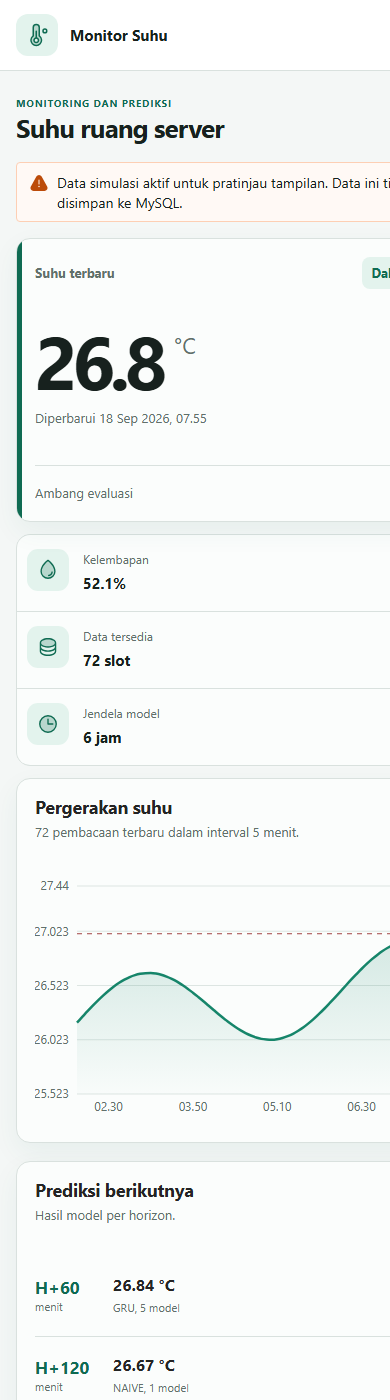 Monitor Suhu
MONITORING DAN PREDIKSI
Suhu ruang server
Data simulasi aktif untuk pratinjau tampilan. Data ini
disimpan ke MySQL.
Suhu terbaru
26.8 °C
Diperbarui 18 Sep 2026, 07.55
Ambang evaluasi
Kelembapan
52.1%
Data tersedia
72 slot
Jendela model
6 jam
Pergerakan suhu
72 pembacaan terbaru dalam interval 5 menit.
27.44
27.023
26.523
26.023
25.523
02.30 03.50 05.10 06.30
Prediksi berikutnya
Hasil model per horizon.
H+60 26.84 °C
menit GRU, 5 model
H+120 26.67 °C
menit NAIVE, 1 model